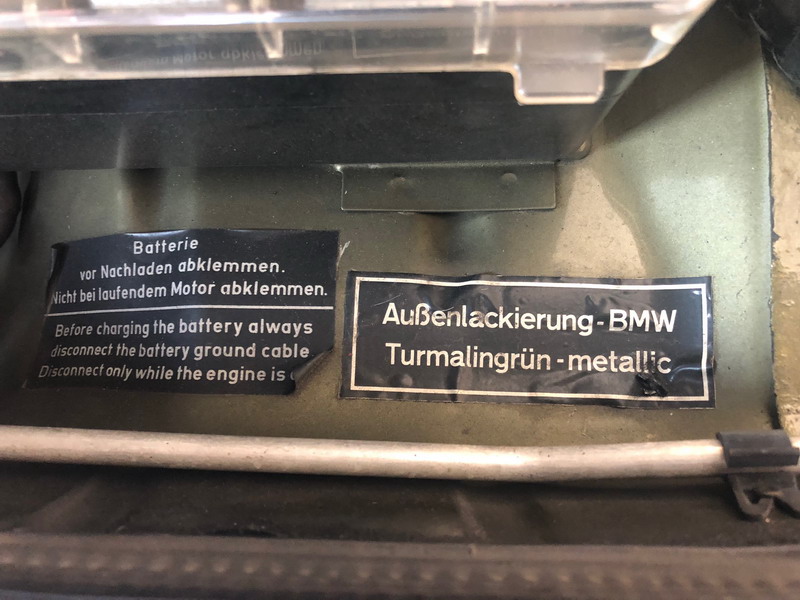 Batterie
vor Nachladen abklemmen.
Nicht bei laufendem Motor abklemmen.
Before charging the battery always
disconnect the battery ground cable
Disconnect only while the engine is
Außenlackierung-BMW
Turmalingrün-metallic